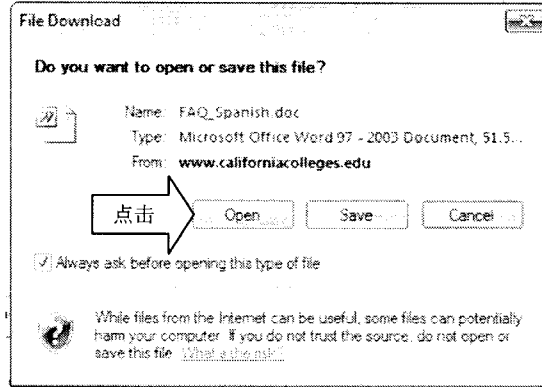 File Download
Do you want to open or save this file?
Name: FAQ_Spanish.doc
Type: Microsoft Office Word 97 - 2003 Document, 51.5...
From: www.californiacolleges.edu
点击
Open Save Cancel
Always ask before opening this type of file
While files from the Internet can be useful, some files can potentially
harm your computer. If you do not trust the source, do not open or
save this file. What's the risk?